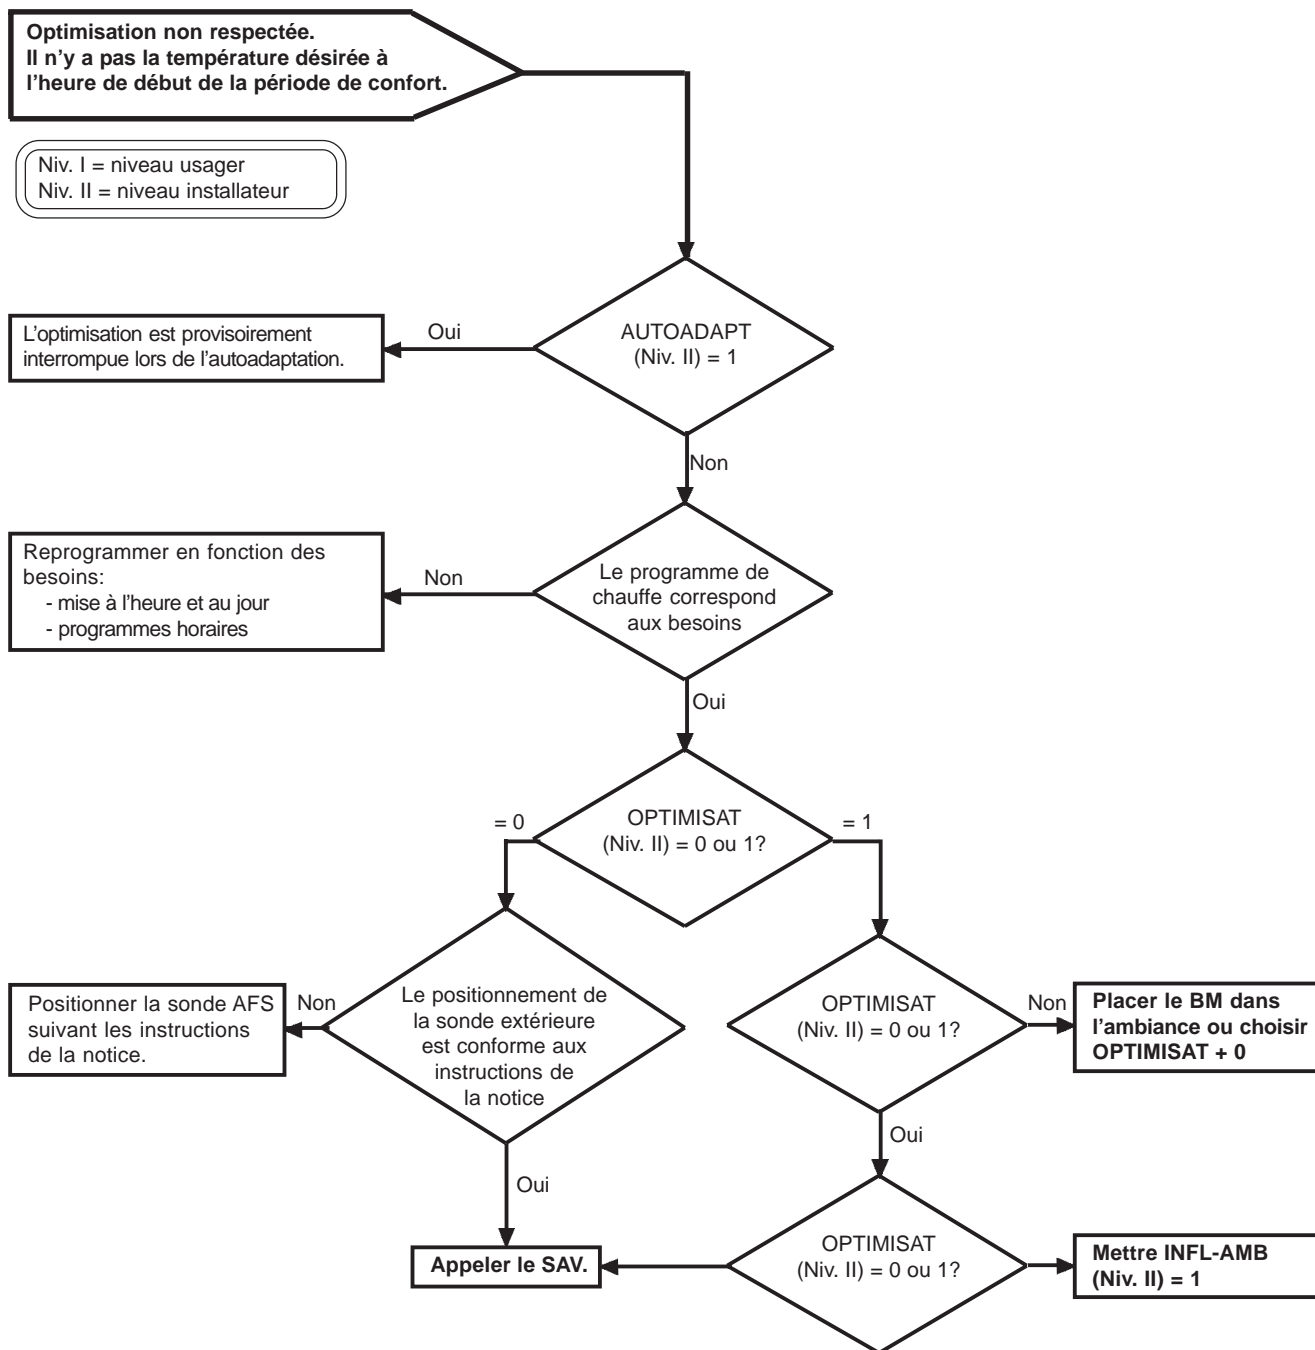 Optimisation non respectée.
Il n'y a pas la température désirée à
l'heure de début de la période de confort.
Niv. I = niveau usager
Niv. II = niveau installateur
AUTOADAPT
(Niv. II) = 1
Oui
L'optimisation est provisoirement
interrompue lors de l'autoadaptation.
Non
Le programme de
chauffe correspond
aux besoins
Non
Reprogrammer en fonction des
besoins:
- mise à l'heure et au jour
- programmes horaires
Oui
OPTIMISAT
(Niv. II) = 0 ou 1?
= 0
= 1
Le positionnement de
la sonde extérieure
est conforme aux
instructions de
la notice
Non
Positionner la sonde AFS
suivant les instructions
de la notice.
OPTIMISAT
(Niv. II) = 0 ou 1?
Non
Placer le BM dans
l'ambiance ou choisir
OPTIMISAT + 0
Oui
Oui
Appeler le SAV.
OPTIMISAT
(Niv. II) = 0 ou 1?
Mettre INFL-AMB
(Niv. II) = 1